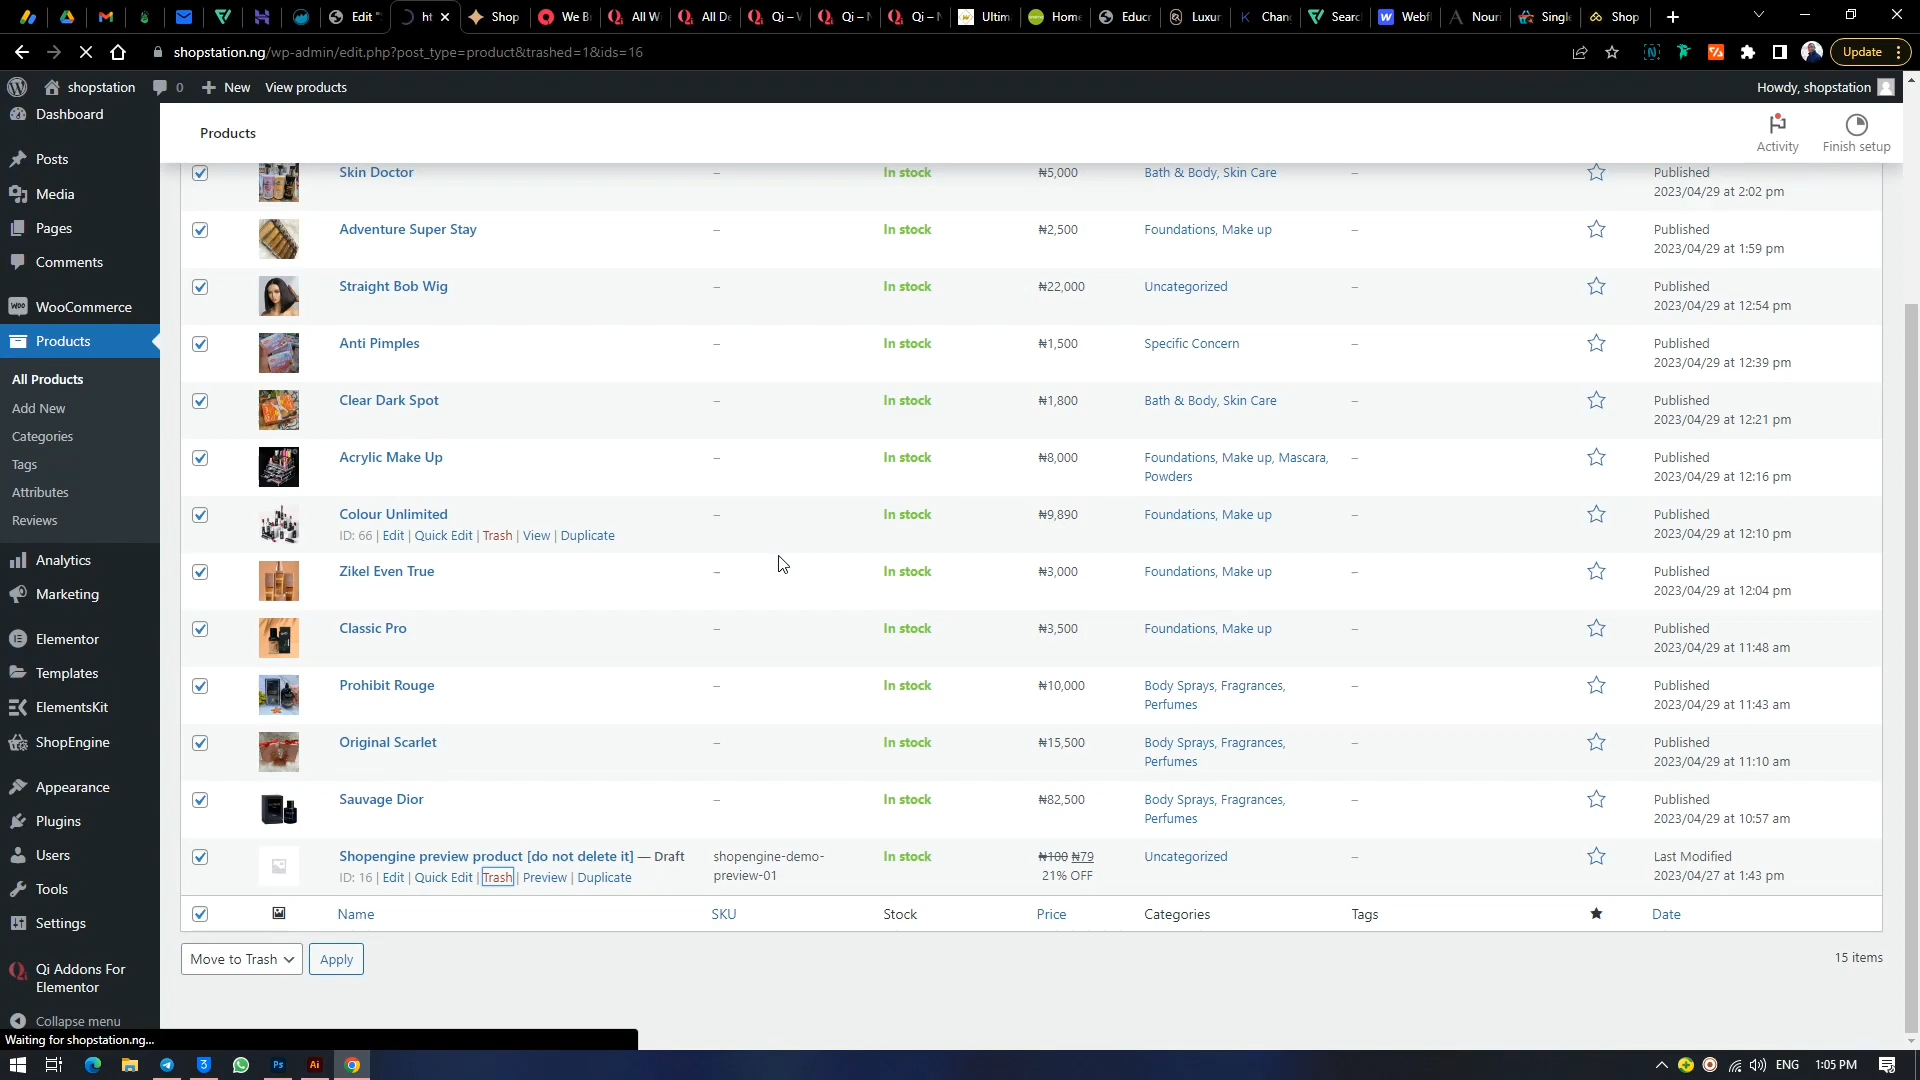 Edit "
ht
Shop
We B
All W
All De
Qi – V
Qi – N
Qi – N
Ultim
Home
Educ
Luxur
Chan
Searc
Webf
Nouri
Single
Shop
shopstation.ng/wp-admin/edit.php?post_type=product&trashed=1&ids=16
Update
shopstation 0 New View products
Howdy, shopstation
Products
Activity
Finish setup
Dashboard
Posts
Media
Pages
Comments
WooCommerce
Products
All Products
Add New
Categories
Tags
Attributes
Reviews
Analytics
Marketing
Elementor
Templates
ElementsKit
ShopEngine
Appearance
Plugins
Users
Tools
Settings
Qi Addons For
Elementor
Collapse menu
Skin Doctor – In stock ₦5,000 Bath & Body, Skin Care – Published
2023/04/29 at 2:02 pm
Adventure Super Stay – In stock ₦2,500 Foundations, Make up – Published
2023/04/29 at 1:59 pm
Straight Bob Wig – In stock ₦22,000 Uncategorized – Published
2023/04/29 at 12:54 pm
Anti Pimples – In stock ₦1,500 Specific Concern – Published
2023/04/29 at 12:39 pm
Clear Dark Spot – In stock ₦1,800 Bath & Body, Skin Care – Published
2023/04/29 at 12:21 pm
Acrylic Make Up – In stock ₦8,000 Foundations, Make up, Mascara, – Published
Powders 2023/04/29 at 12:16 pm
Colour Unlimited – In stock ₦9,890 Foundations, Make up – Published
ID: 66 | Edit | Quick Edit | Trash | View | Duplicate 2023/04/29 at 12:10 pm
Zikel Even True – In stock ₦3,000 Foundations, Make up – Published
2023/04/29 at 12:04 pm
Classic Pro – In stock ₦3,500 Foundations, Make up – Published
2023/04/29 at 11:48 am
Prohibit Rouge – In stock ₦10,000 Body Sprays, Fragrances, – Published
Perfumes 2023/04/29 at 11:43 am
Original Scarlet – In stock ₦15,500 Body Sprays, Fragrances, – Published
Perfumes 2023/04/29 at 11:10 am
Sauvage Dior – In stock ₦82,500 Body Sprays, Fragrances, – Published
Perfumes 2023/04/29 at 10:57 am
Shopengine preview product [do not delete it] — Draft shopengine-demo- In stock ₦100 ₦79 Uncategorized – Last Modified
ID: 16 | Edit | Quick Edit | Trash | Preview | Duplicate preview-01 21% OFF 2023/04/27 at 1:43 pm
Name SKU Stock Price Categories Tags Date
Move to Trash Apply 15 items
Waiting for shopstation.ng...
Ps
Ai
ENG 1:05 PM